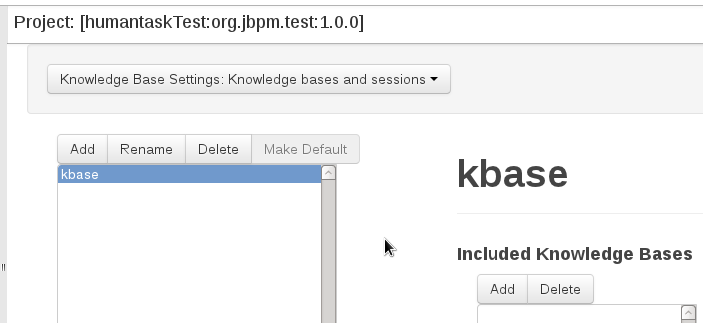 Project: [humantaskTest:org.jbpm.test:1.0.0]
Knowledge Base Settings: Knowledge bases and sessions
Add Rename Delete Make Default
kbase
kbase
Included Knowledge Bases
Add Delete